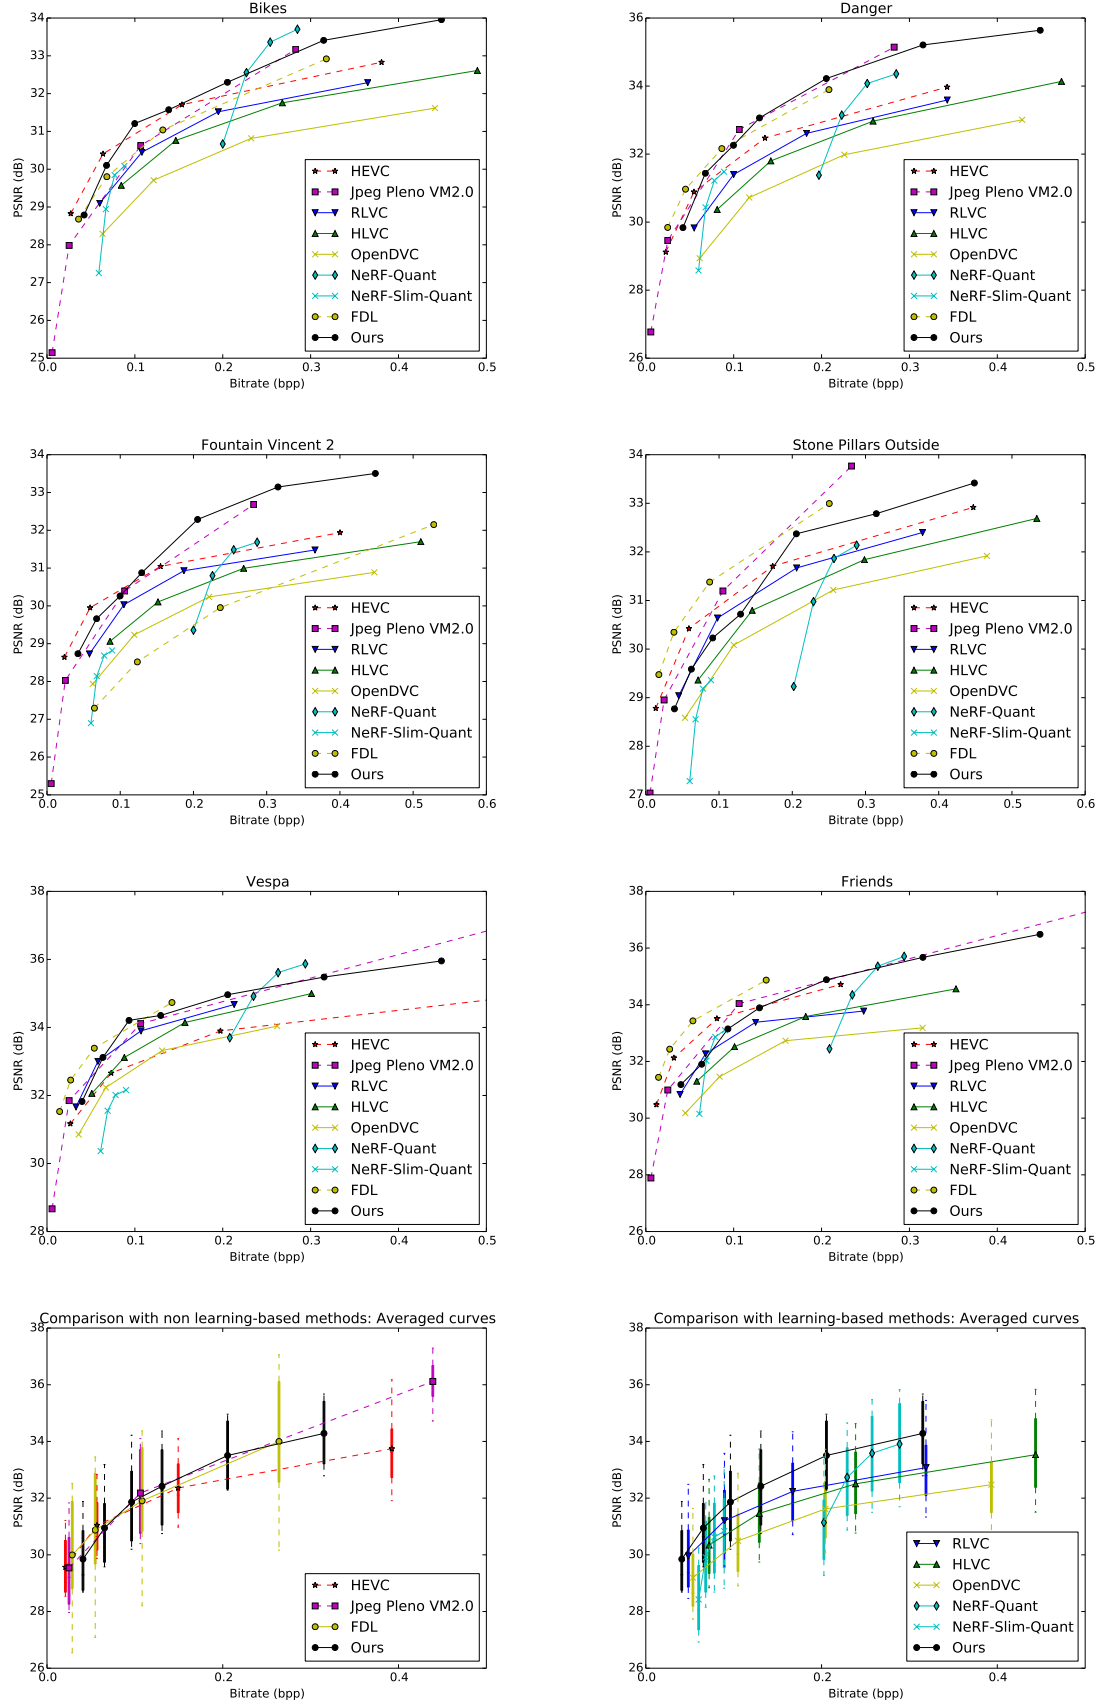 Bikes
34
33
32
31
30
29
28
27
26
25
PSNR (dB)
HEVC
Jpeg Pleno VM2.0
RLVC
HLVC
OpenDVC
NeRF-Quant
NeRF-Slim-Quant
FDL
Ours
0.0 0.1 0.2 0.3 0.4 0.5
Bitrate (bpp)
Danger
36
34
32
30
28
26
PSNR (dB)
HEVC
Jpeg Pleno VM2.0
RLVC
HLVC
OpenDVC
NeRF-Quant
NeRF-Slim-Quant
FDL
Ours
0.0 0.1 0.2 0.3 0.4 0.5
Bitrate (bpp)
Fountain Vincent 2
34
33
32
31
30
29
28
27
26
25
PSNR (dB)
HEVC
Jpeg Pleno VM2.0
RLVC
HLVC
OpenDVC
NeRF-Quant
NeRF-Slim-Quant
FDL
Ours
0.0 0.1 0.2 0.3 0.4 0.5 0.6
Bitrate (bpp)
Stone Pillars Outside
34
33
32
31
30
29
28
27
PSNR (dB)
HEVC
Jpeg Pleno VM2.0
RLVC
HLVC
OpenDVC
NeRF-Quant
NeRF-Slim-Quant
FDL
Ours
0.0 0.1 0.2 0.3 0.4 0.5 0.6
Bitrate (bpp)
Vespa
38
36
34
32
30
28
PSNR (dB)
HEVC
Jpeg Pleno VM2.0
RLVC
HLVC
OpenDVC
NeRF-Quant
NeRF-Slim-Quant
FDL
Ours
0.0 0.1 0.2 0.3 0.4 0.5
Bitrate (bpp)
Friends
38
36
34
32
30
28
26
PSNR (dB)
HEVC
Jpeg Pleno VM2.0
RLVC
HLVC
OpenDVC
NeRF-Quant
NeRF-Slim-Quant
FDL
Ours
0.0 0.1 0.2 0.3 0.4 0.5
Bitrate (bpp)
Comparison with non learning-based methods: Averaged curves
38
36
34
32
30
28
26
PSNR (dB)
HEVC
Jpeg Pleno VM2.0
FDL
Ours
0.0 0.2 0.4
Bitrate (bpp)
Comparison with learning-based methods: Averaged curves
38
36
34
32
30
28
26
PSNR (dB)
RLVC
HLVC
OpenDVC
NeRF-Quant
NeRF-Slim-Quant
Ours
0.0 0.2 0.4
Bitrate (bpp)